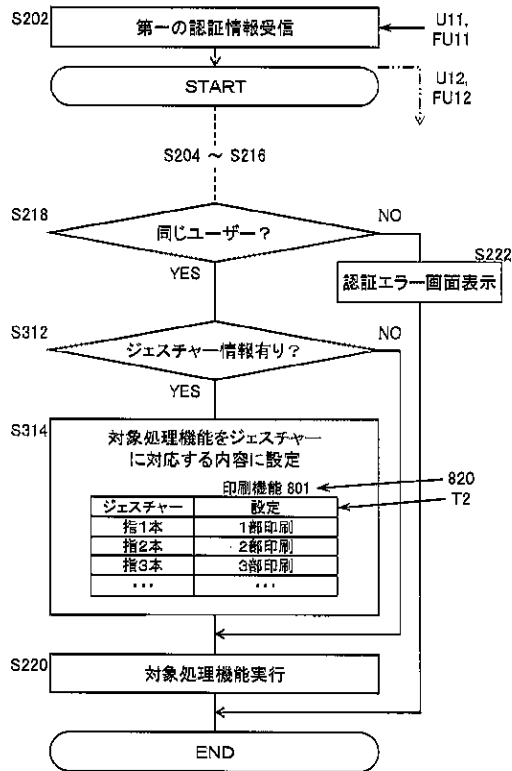 S202
第一の認証情報受信
U11,
FU11
START
U12,
FU12
S204 ～ S216
S218
同じユーザー？
NO
YES
S222
認証エラー画面表示
S312
ジェスチャー情報有り？
NO
YES
S314
対象処理機能をジェスチャー
に対応する内容に設定
印刷機能 801
820
T2
ジェスチャー 設定
指1本 1部印刷
指2本 2部印刷
指3本 3部印刷
… …
S220
対象処理機能実行
END